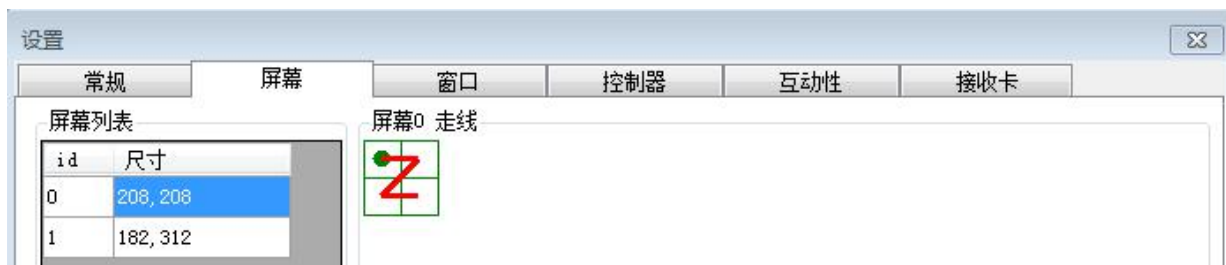 设置
常规 屏幕 窗口 控制器 互动性 接收卡
屏幕列表 屏幕0 走线
id 尺寸
0 208, 208
1 182, 312